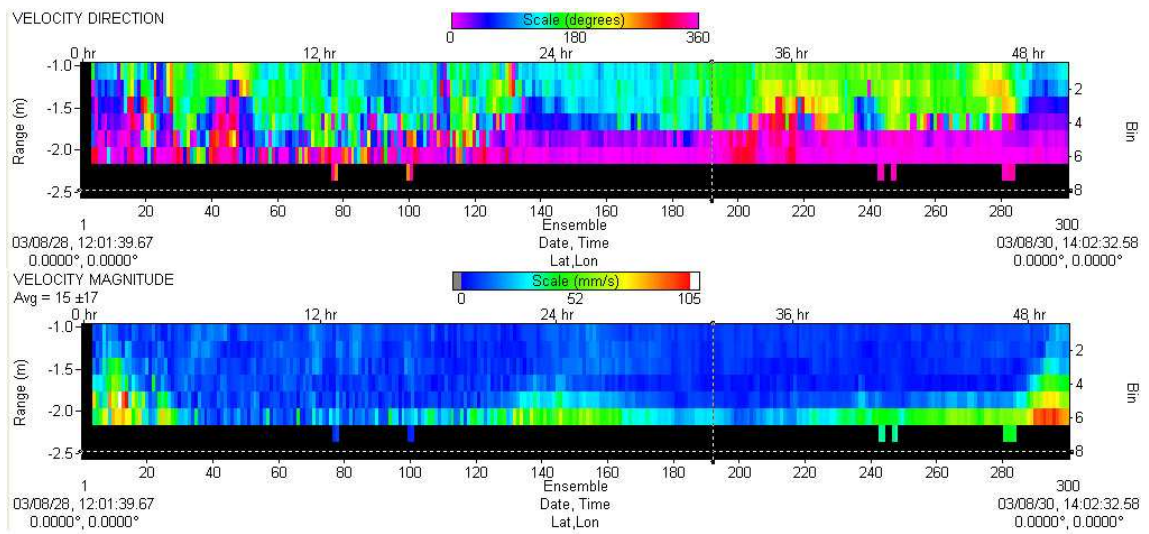 VELOCITY DIRECTION
Scale (degrees)
0 180 360
0 hr 12 hr 24 hr 36 hr 48 hr
-1.0
-1.5
-2.0
-2.5
Range (m)
2
4
6
8
Bin
20 40 60 80 100 120 140 160 180 200 220 240 260 280
1 Ensemble 300
03/08/28, 12:01:39.67 Date, Time 03/08/30, 14:02:32.58
0.0000°, 0.0000° Lat,Lon 0.0000°, 0.0000°
VELOCITY MAGNITUDE
Scale (mm/s)
Avg = 15 ±17
0 52 105
0 hr 12 hr 24 hr 36 hr 48 hr
-1.0
-1.5
-2.0
-2.5
Range (m)
2
4
6
8
Bin
20 40 60 80 100 120 140 160 180 200 220 240 260 280
1 Ensemble 300
03/08/28, 12:01:39.67 Date, Time 03/08/30, 14:02:32.58
0.0000°, 0.0000° Lat,Lon 0.0000°, 0.0000°